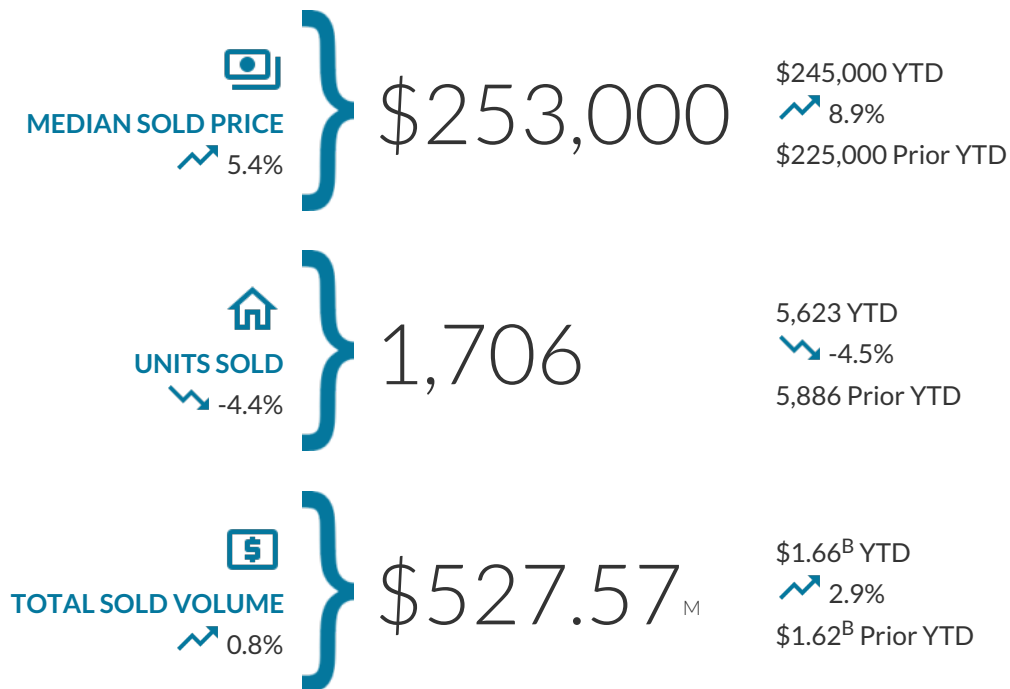 MEDIAN SOLD PRICE
5.4%
$253,000
$245,000 YTD
8.9%
$225,000 Prior YTD
UNITS SOLD
-4.4%
1,706
5,623 YTD
-4.5%
5,886 Prior YTD
TOTAL SOLD VOLUME
0.8%
$527.57 M
$1.66B YTD
2.9%
$1.62B Prior YTD